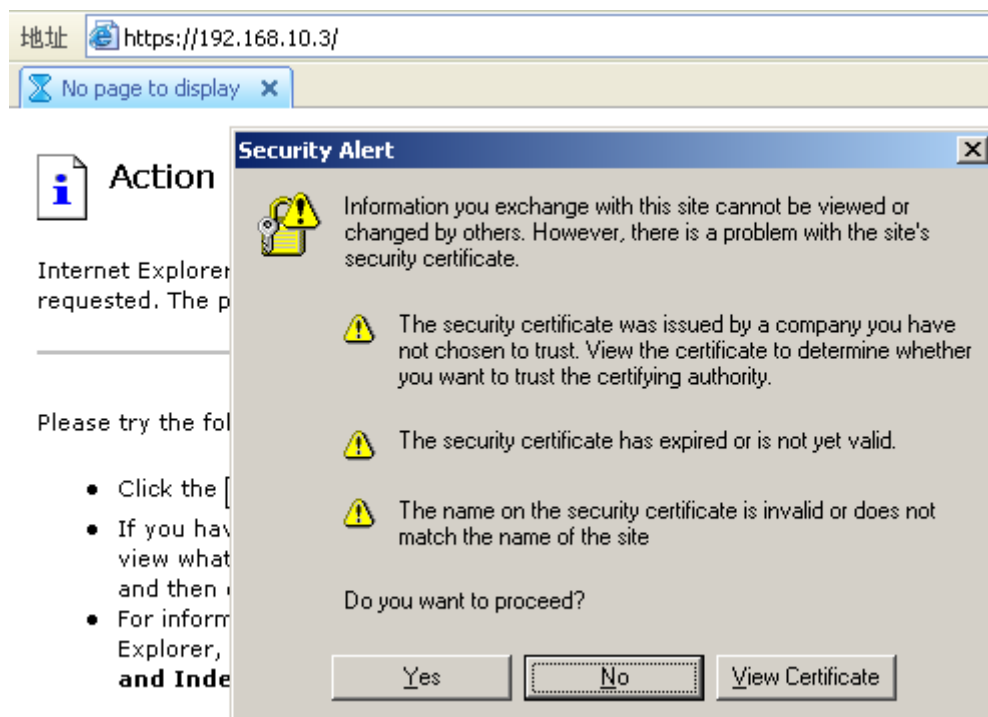 地址 https://192.168.10.3/
No page to display
Action
Internet Explorer
requested. The p
Please try the fol
Click the [
If you hav
view what
and then
For inform
Explorer,
and Inde
Security Alert
Information you exchange with this site cannot be viewed or
changed by others. However, there is a problem with the site's
security certificate.
The security certificate was issued by a company you have
not chosen to trust. View the certificate to determine whether
you want to trust the certifying authority.
The security certificate has expired or is not yet valid.
The name on the security certificate is invalid or does not
match the name of the site
Do you want to proceed?
Yes No View Certificate